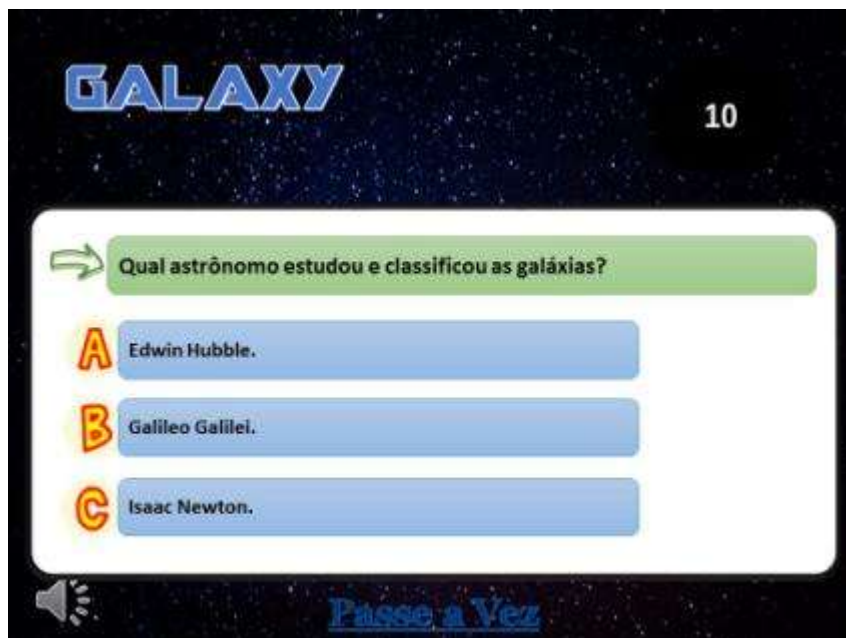 GALAXY
10
Qual astrônomo estudou e classificou as galáxias?
A Edwin Hubble.
B Galileo Galilei.
C Isaac Newton.
Passe a Vez